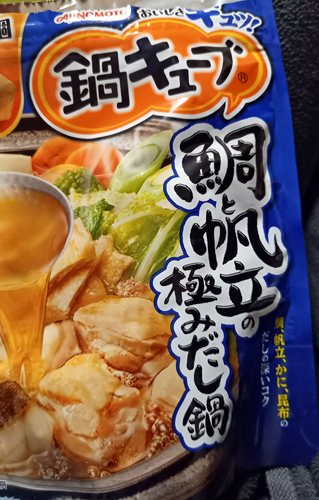 AJINOMOTO
おいしさ
ギュッ!
鍋キューブ®
鯛と帆立の
極みだし鍋
鯛、帆立、かに、昆布の
だしの深いコク